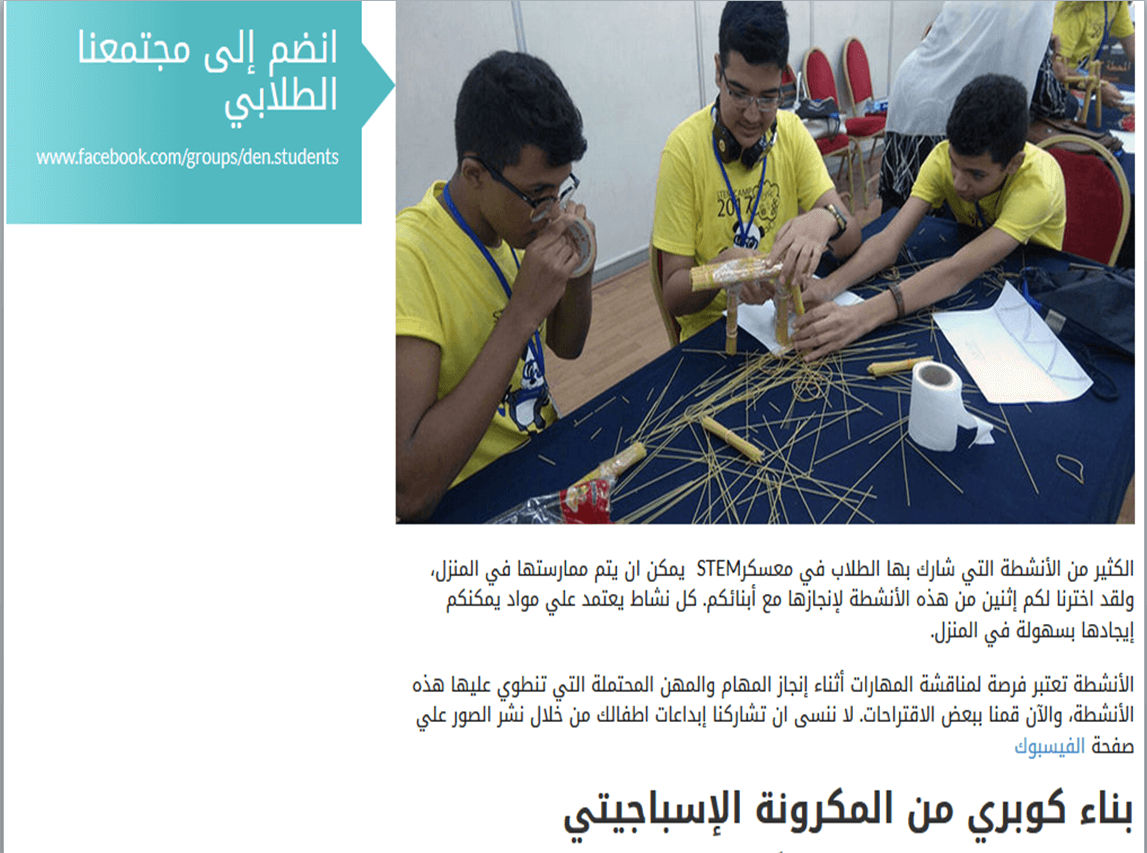 انضم إلى مجتمعنا
الطلابي
www.facebook.com/groups/den.students
STEM CAMP
2017
الكثير من الأنشطة التي شارك بها الطلاب في معسكرSTEM يمكن ان يتم ممارستها في المنزل،
ولقد اخترنا لكم إثنين من هذه الأنشطة لإنجازها مع أبنائكم. كل نشاط يعتمد علي مواد يمكنكم
إيجادها بسهولة في المنزل.
الأنشطة تعتبر فرصة لمناقشة المهارات أثناء إنجاز المهام والمهن المحتملة التي تنطوي عليها هذه
الأنشطة، والآن قمنا ببعض الاقتراحات. لا ننسى ان تشاركنا إبداعات اطفالك من خلال نشر الصور علي
صفحة الفيسبوك
بناء كوبري من المكرونة الإسباجيتي